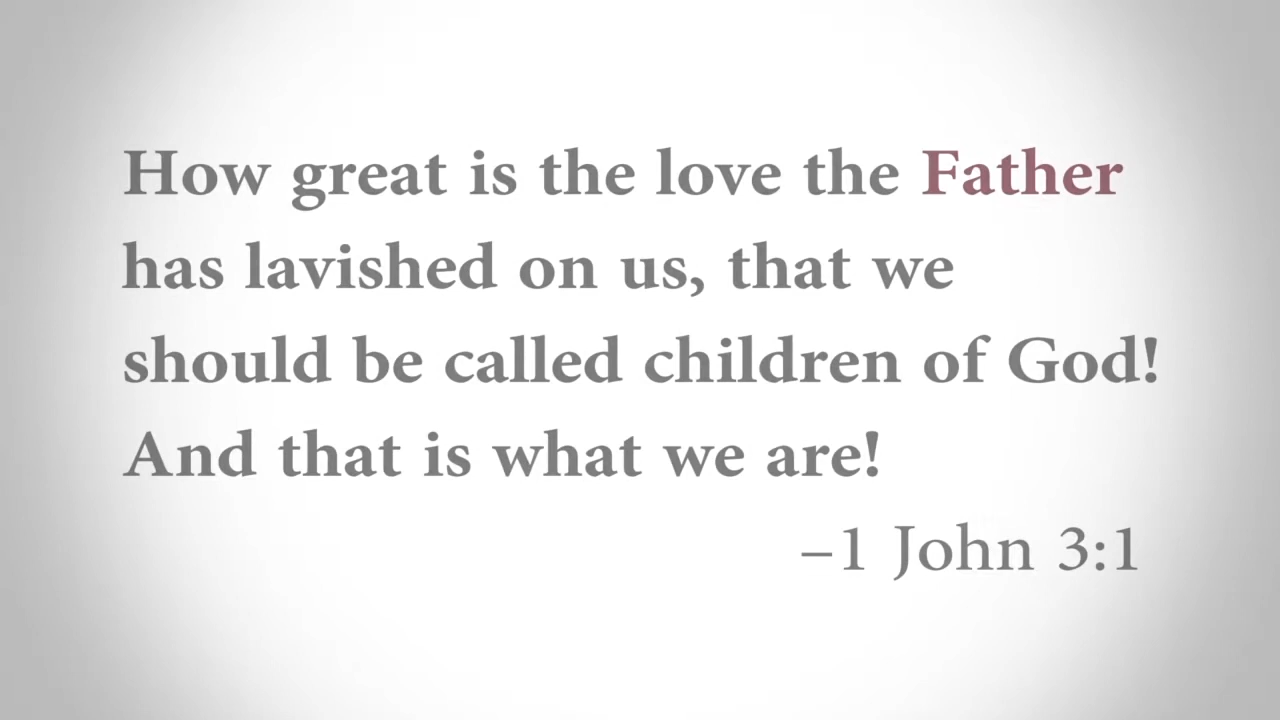 How great is the love the Father
has lavished on us, that we
should be called children of God!
And that is what we are!
–1 John 3:1